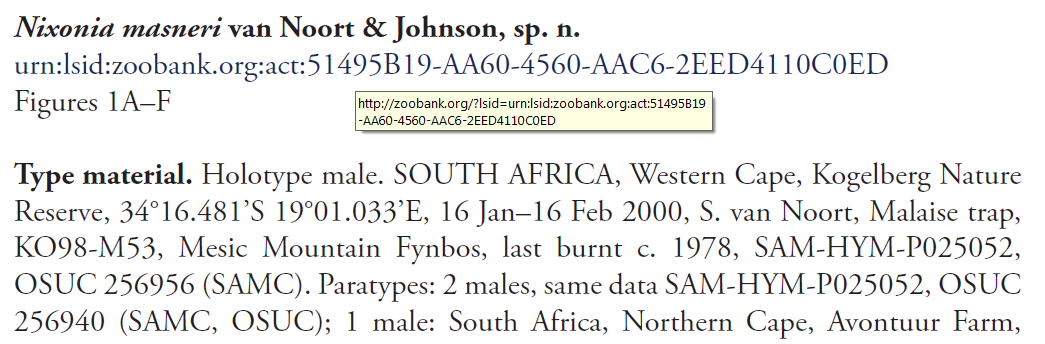 Nixonia masneri van Noort & Johnson, sp. n.
urn:lsid:zoobank.org:act:51495B19-AA60-4560-AAC6-2EED4110C0ED
Figures 1A–F
http://zoobank.org/?lsid=urn:lsid:zoobank.org:act:51495B19
-AA60-4560-AAC6-2EED4110C0ED
Type material. Holotype male. SOUTH AFRICA, Western Cape, Kogelberg Nature
Reserve, 34°16.481’S 19°01.033’E, 16 Jan–16 Feb 2000, S. van Noort, Malaise trap,
KO98-M53, Mesic Mountain Fynbos, last burnt c. 1978, SAM-HYM-P025052,
OSUC 256956 (SAMC). Paratypes: 2 males, same data SAM-HYM-P025052, OSUC
256940 (SAMC, OSUC); 1 male: South Africa, Northern Cape, Avontuur Farm,